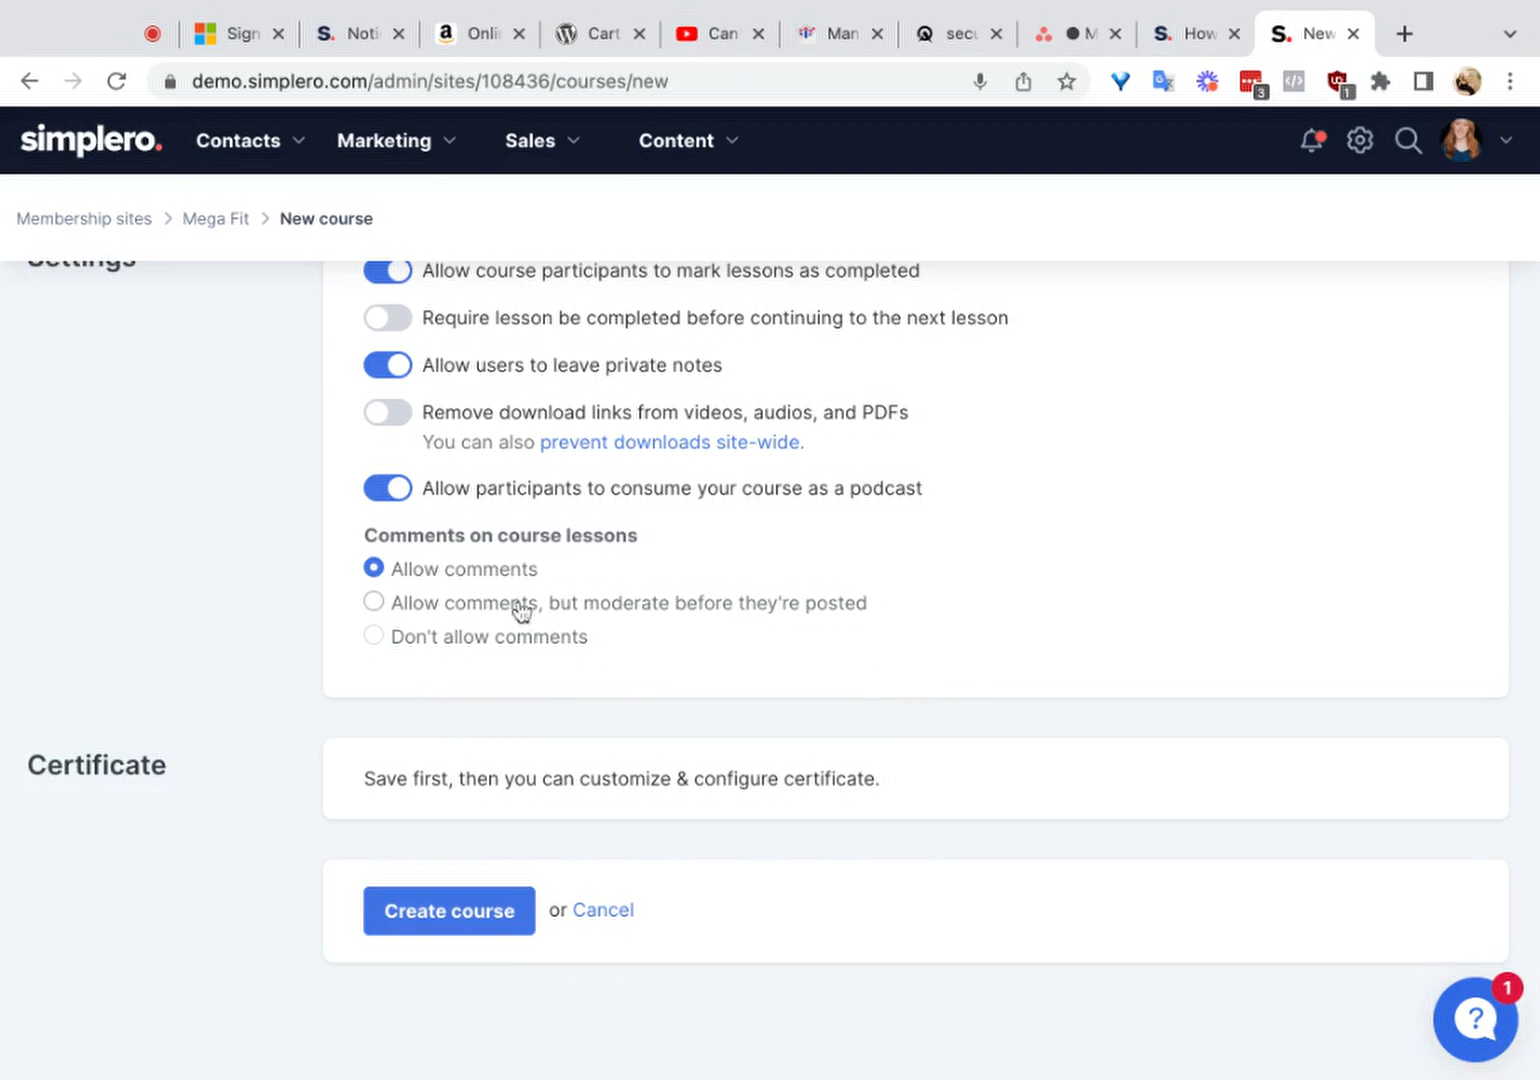 Sign
S. Noti
a Onli
Cart
Can
Man
secu
M
S. How
S. New
demo.simplero.com/admin/sites/108436/courses/new
3
1
simplero.
Contacts
Marketing
Sales
Content
Membership sites > Mega Fit > New course
Settings
Allow course participants to mark lessons as completed
Require lesson be completed before continuing to the next lesson
Allow users to leave private notes
Remove download links from videos, audios, and PDFs
You can also prevent downloads site-wide.
Allow participants to consume your course as a podcast
Comments on course lessons
Allow comments
Allow comments, but moderate before they're posted
Don't allow comments
Certificate
Save first, then you can customize & configure certificate.
Create course or Cancel
1
?